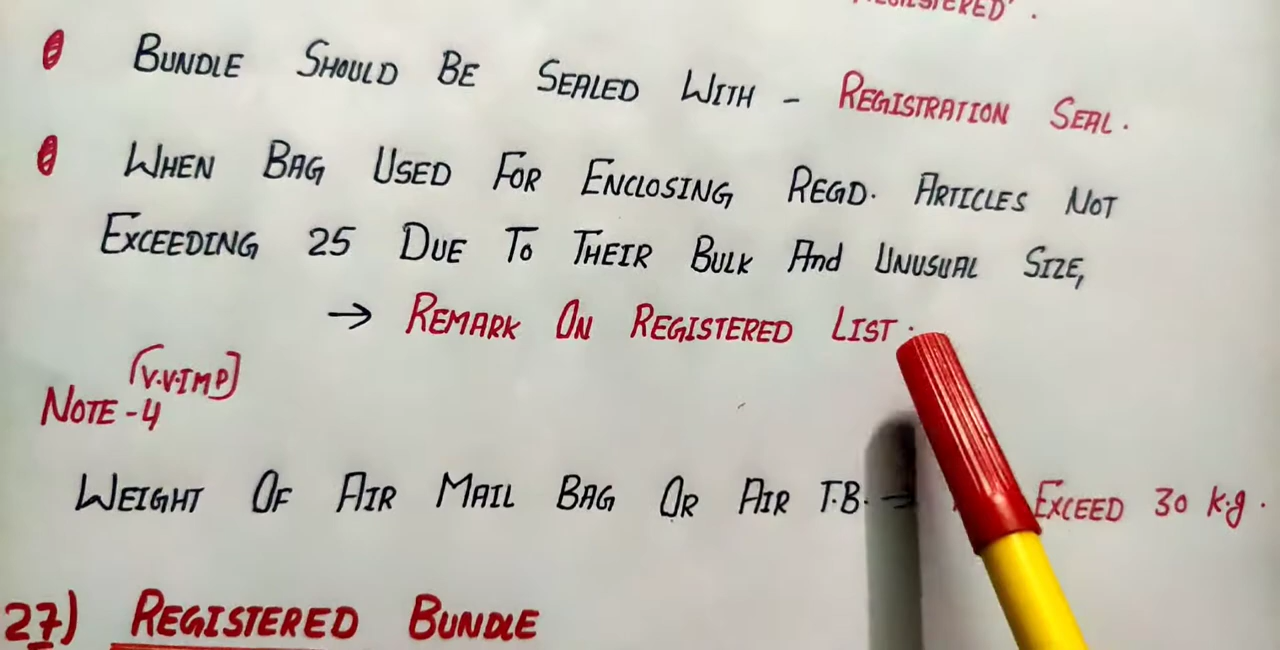 Bundle Should Be Sealed With - Registration Seal.
When Bag Used For Enclosing Regd. Articles Not
Exceeding 25 Due To Their Bulk And Unusual Size,
→ Remark On Registered List.
(V.V.IMP)
Note-4
Weight Of Air Mail Bag Or Air T.B. → Exceed 30 k.g.
27) Registered Bundle